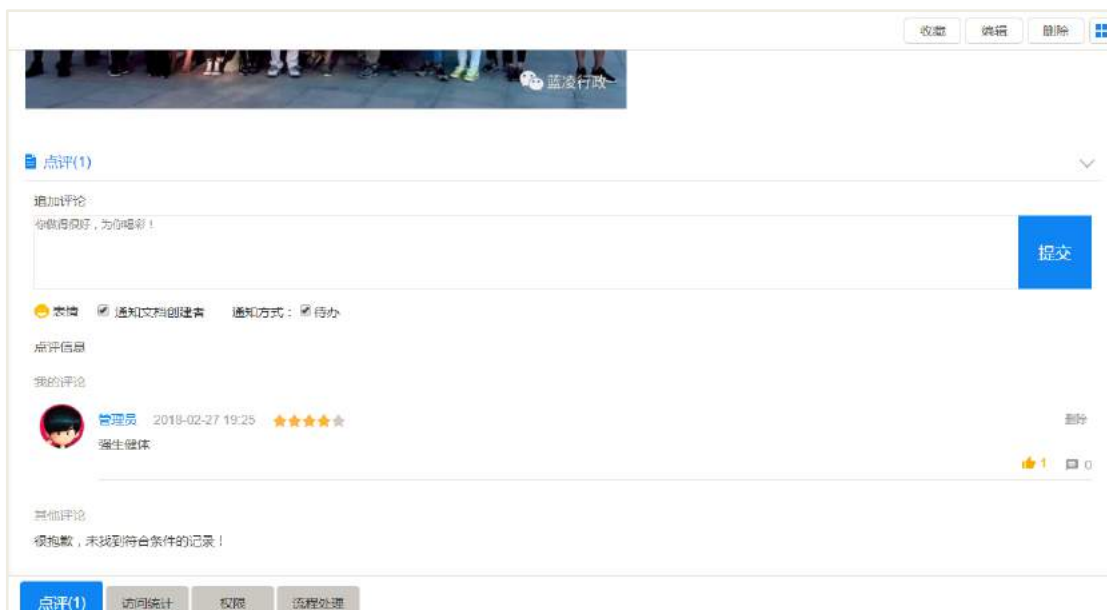 收藏 编辑 删除
蓝凌行政
点评(1)
追加评论
你做得很好，为你喝彩！
提交
表情 通知文档创建者 通知方式： 待办
点评信息
我的评论
管理员 2018-02-27 19:25 删除
强生健体
1 0
其他评论
很抱歉，未找到符合条件的记录！
点评(1) 访问统计 权限 流程处理